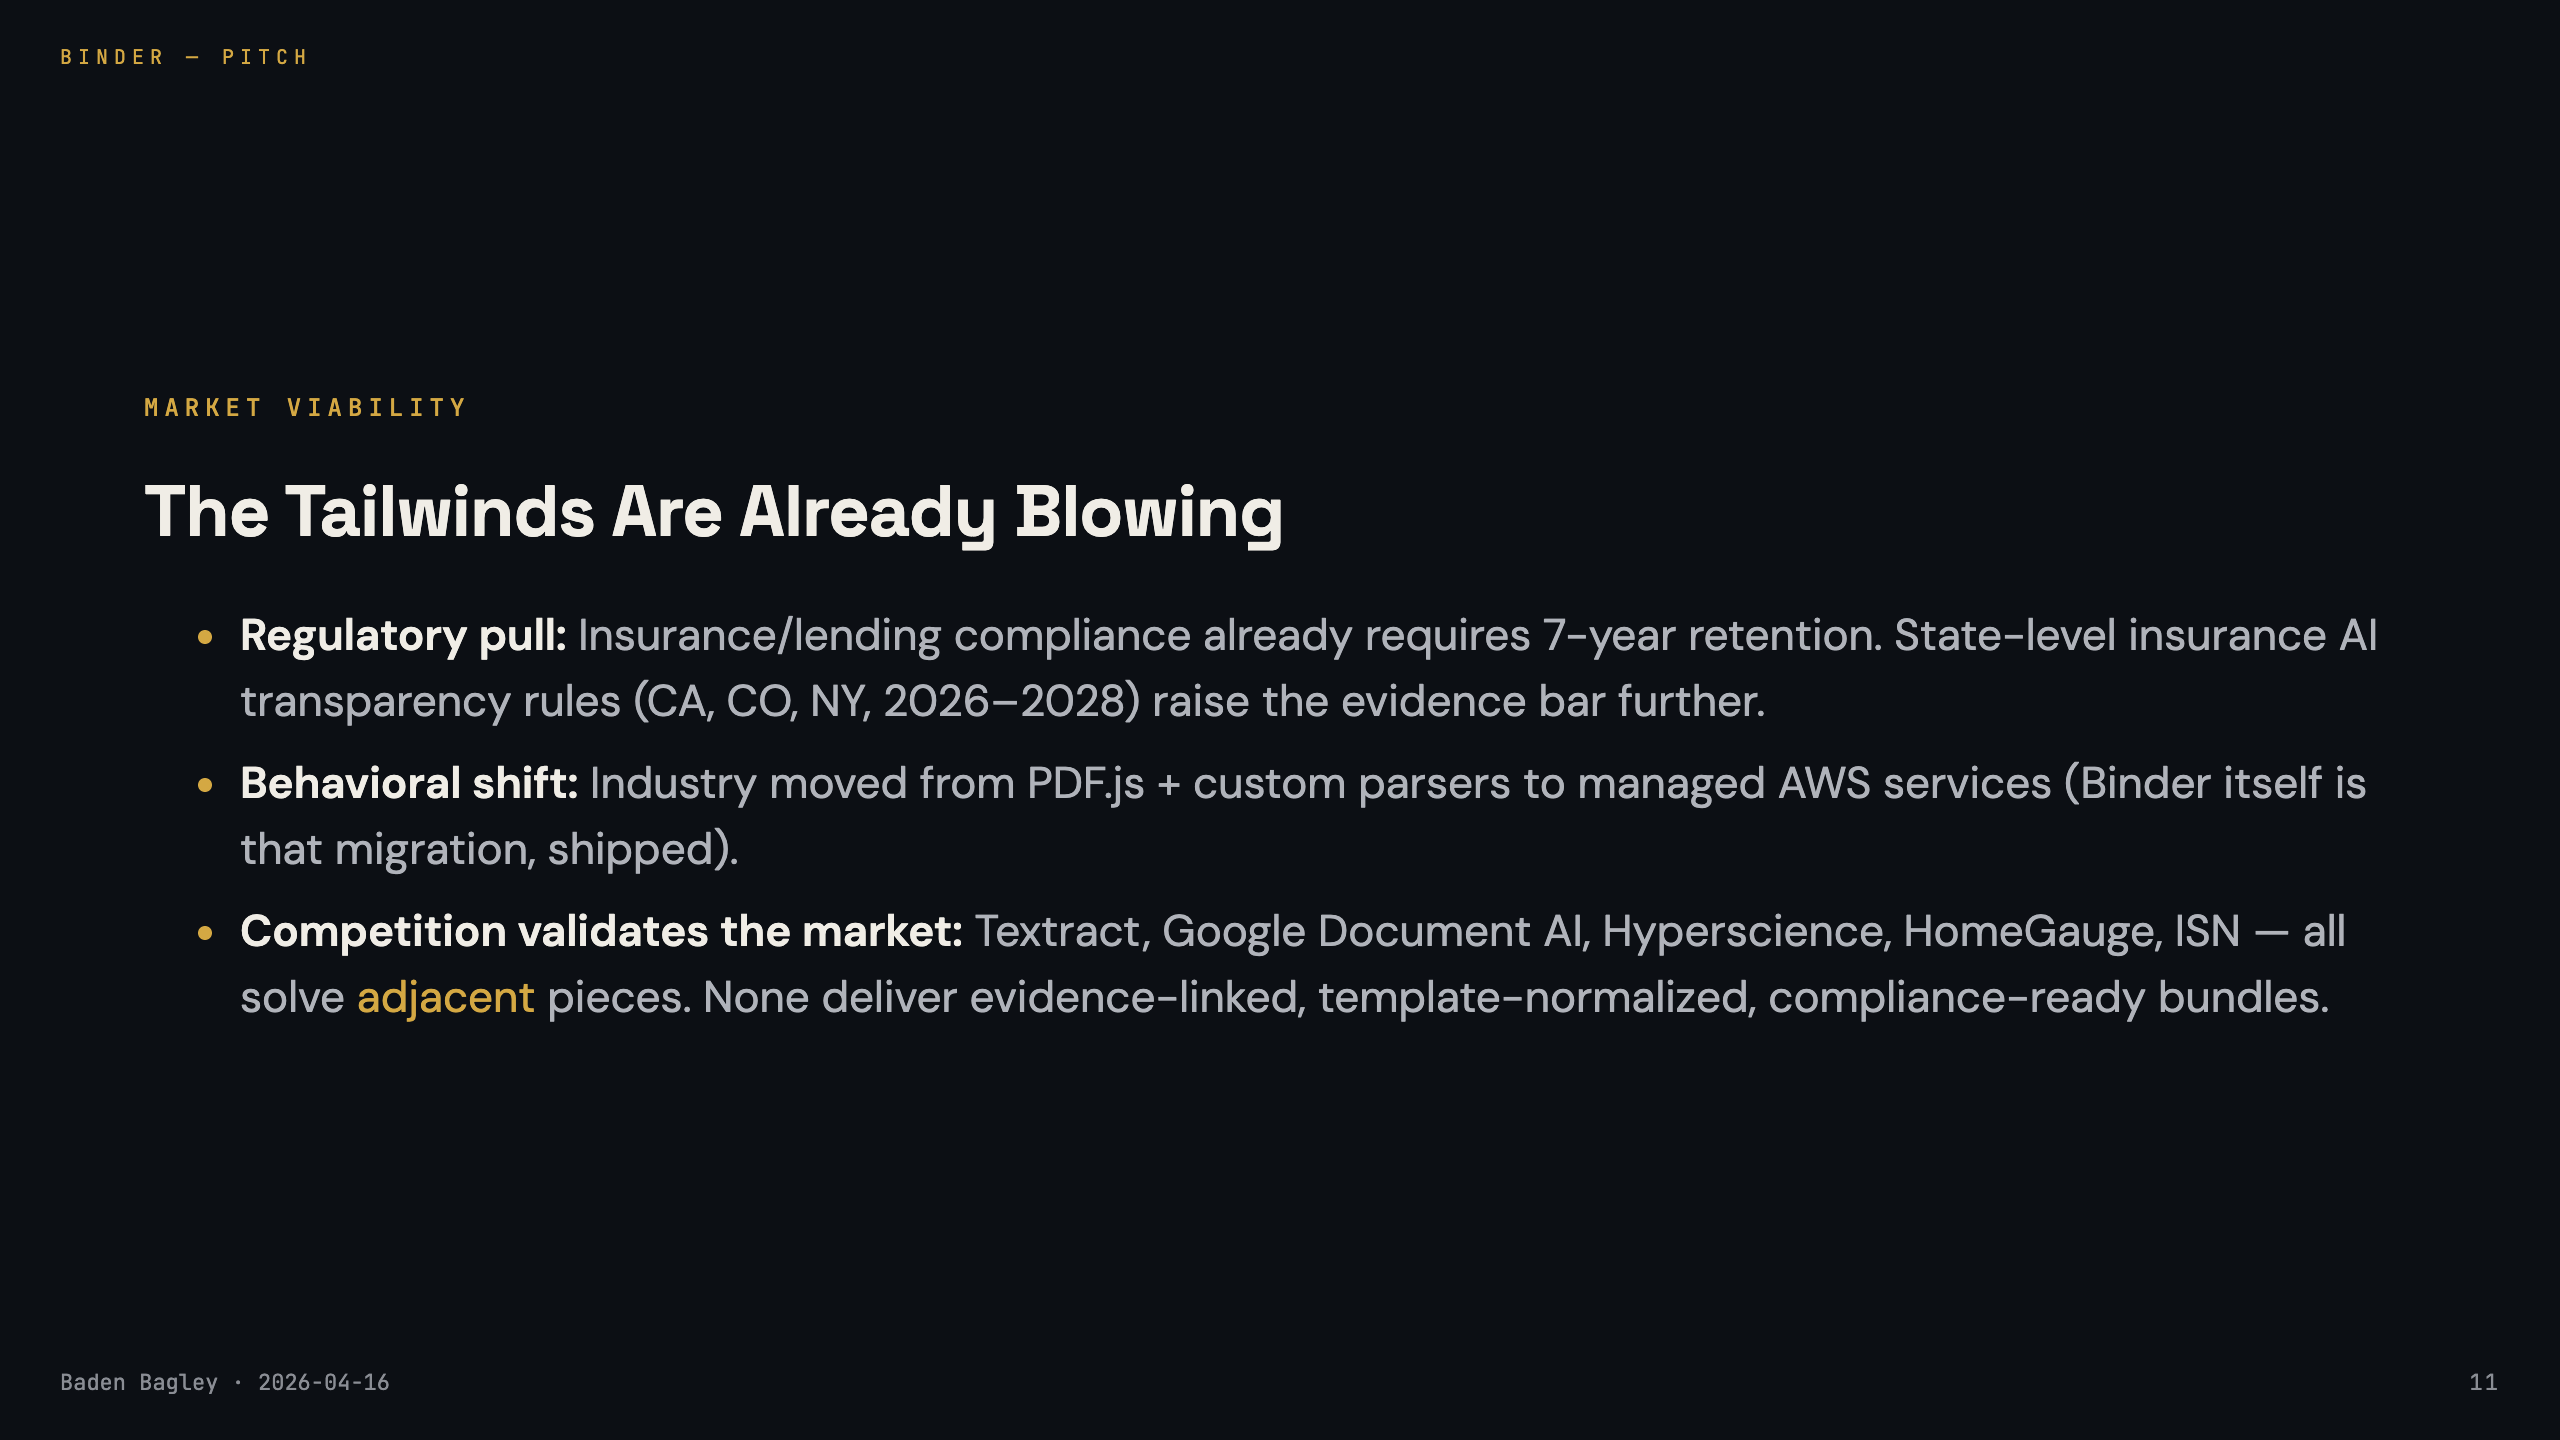 BINDER — PITCH
MARKET VIABILITY
The Tailwinds Are Already Blowing
• Regulatory pull: Insurance/lending compliance already requires 7-year retention. State-level insurance AI
transparency rules (CA, CO, NY, 2026–2028) raise the evidence bar further.
• Behavioral shift: Industry moved from PDF.js + custom parsers to managed AWS services (Binder itself is
that migration, shipped).
• Competition validates the market: Textract, Google Document AI, Hyperscience, HomeGauge, ISN — all
solve adjacent pieces. None deliver evidence-linked, template-normalized, compliance-ready bundles.
Baden Bagley · 2026-04-16
11